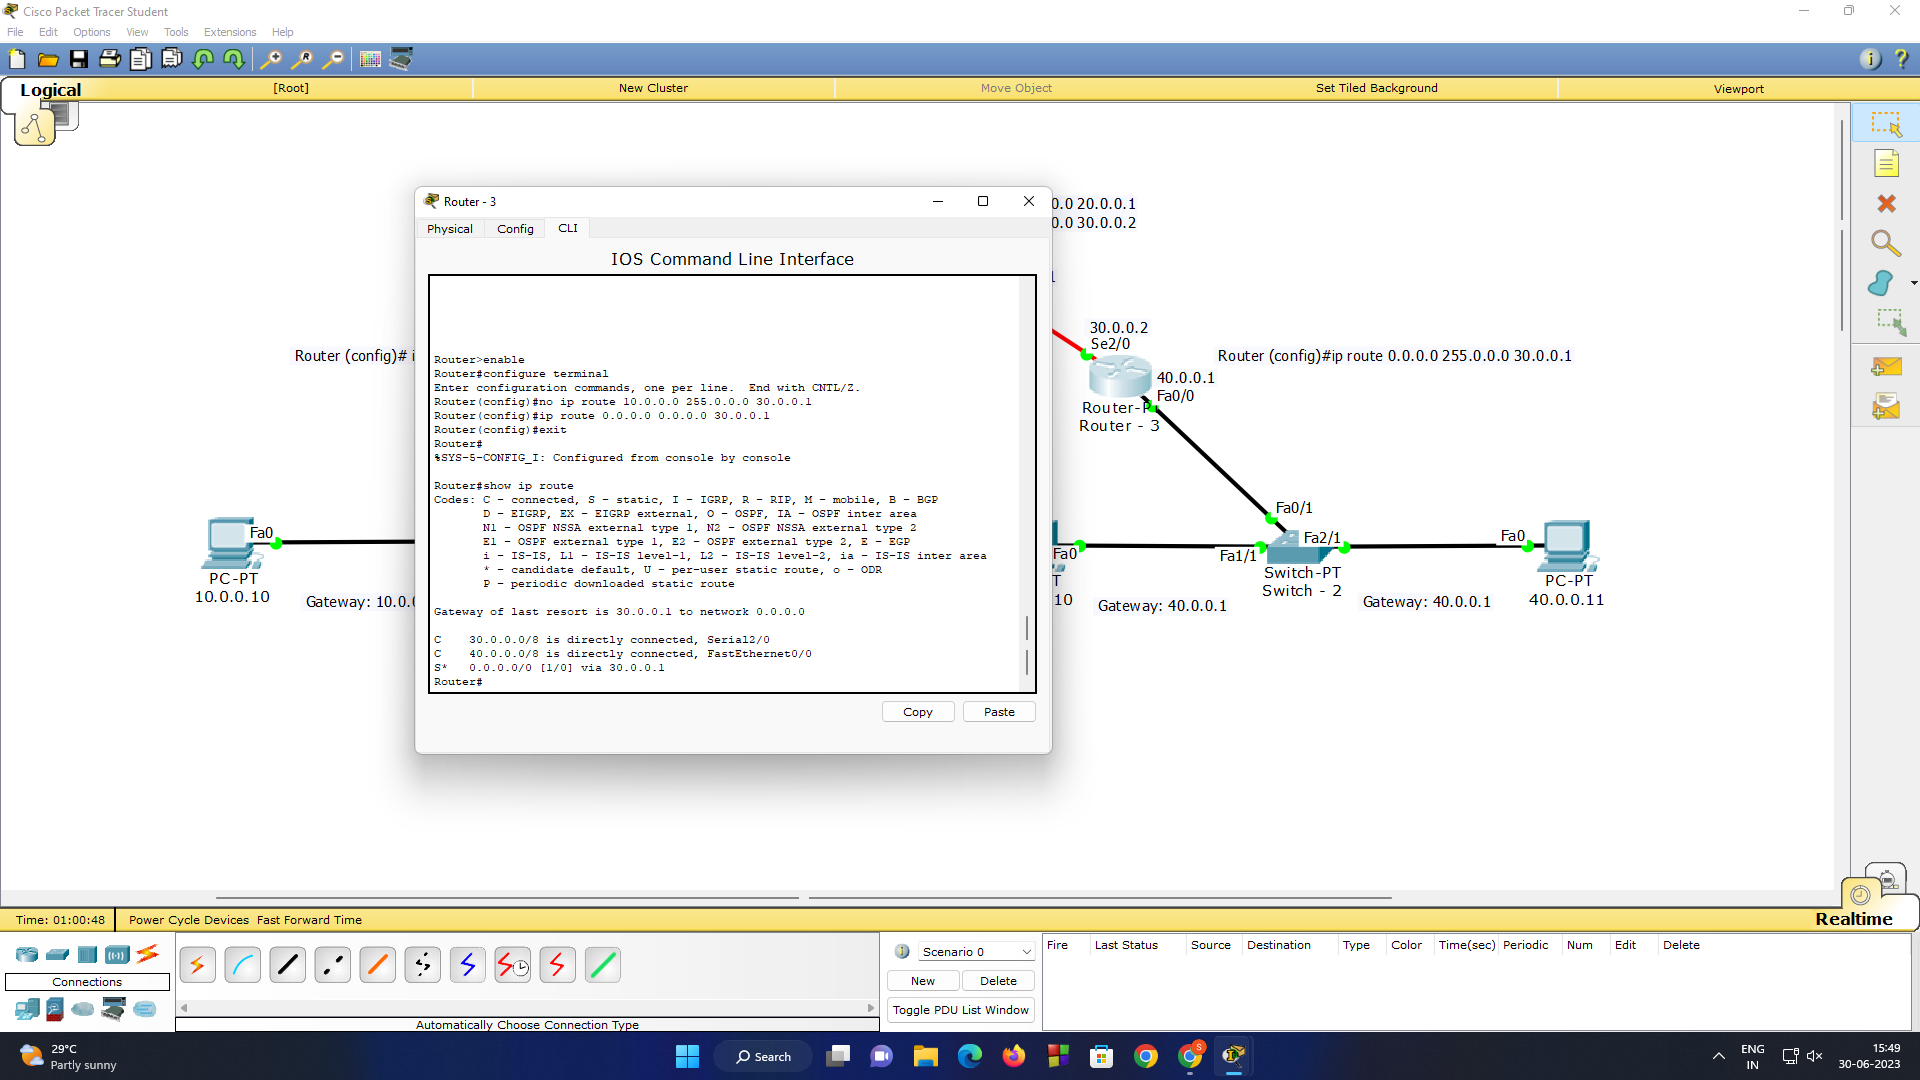 Cisco Packet Tracer Student
File Edit Options View Tools Extensions Help
Logical [Root] New Cluster Move Object Set Tiled Background Viewport
Router - 3
Physical Config CLI
IOS Command Line Interface
Router>enable
Router#configure terminal
Enter configuration commands, one per line.  End with CNTL/Z.
Router(config)#no ip route 10.0.0.0 255.0.0.0 30.0.0.1
Router(config)#ip route 0.0.0.0 0.0.0.0 30.0.0.1
Router(config)#exit
Router#
%SYS-5-CONFIG_I: Configured from console by console
Router#show ip route
Codes: C - connected, S - static, I - IGRP, R - RIP, M - mobile, B - BGP
D - EIGRP, EX - EIGRP external, O - OSPF, IA - OSPF inter area
N1 - OSPF NSSA external type 1, N2 - OSPF NSSA external type 2
E1 - OSPF external type 1, E2 - OSPF external type 2, E - EGP
i - IS-IS, L1 - IS-IS level-1, L2 - IS-IS level-2, ia - IS-IS inter area
* - candidate default, U - per-user static route, o - ODR
P - periodic downloaded static route
Gateway of last resort is 30.0.0.1 to network 0.0.0.0
C    30.0.0.0/8 is directly connected, Serial2/0
C    40.0.0.0/8 is directly connected, FastEthernet0/0
S*   0.0.0.0/0 [1/0] via 30.0.0.1
Router#
Copy Paste
0.0 20.0.0.1
0.0 30.0.0.2
1
Router (config)# i
30.0.0.2
Se2/0
Router (config)#ip route 0.0.0.0 255.0.0.0 30.0.0.1
40.0.0.1
Fa0/0
Router-P
Router - 3
Fa0
PC-PT
10.0.0.10
Gateway: 10.0.
Fa0
T
10
Gateway: 40.0.0.1
Fa0/1
Fa1/1
Fa2/1
Switch-PT
Switch - 2
Gateway: 40.0.0.1
Fa0
PC-PT
40.0.0.11
Time: 01:00:48 Power Cycle Devices Fast Forward Time
Realtime
Connections
Automatically Choose Connection Type
Scenario 0
New Delete
Toggle PDU List Window
Fire Last Status Source Destination Type Color Time(sec) Periodic Num Edit Delete
29°C
Partly sunny
Search
S
ENG
IN
15:49
30-06-2023